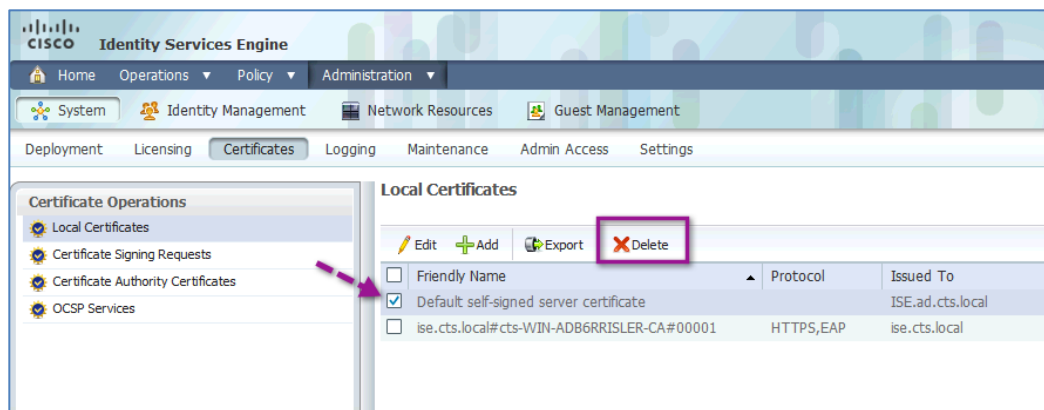 CISCO Identity Services Engine
Home Operations Policy Administration
System Identity Management Network Resources Guest Management
Deployment Licensing Certificates Logging Maintenance Admin Access Settings
Certificate Operations
Local Certificates
Certificate Signing Requests
Certificate Authority Certificates
OCSP Services
Local Certificates
Edit Add Export Delete
Friendly Name Protocol Issued To
Default self-signed server certificate ISE.ad.cts.local
ise.cts.local#cts-WIN-ADB6RRISLER-CA#00001 HTTPS,EAP ise.cts.local